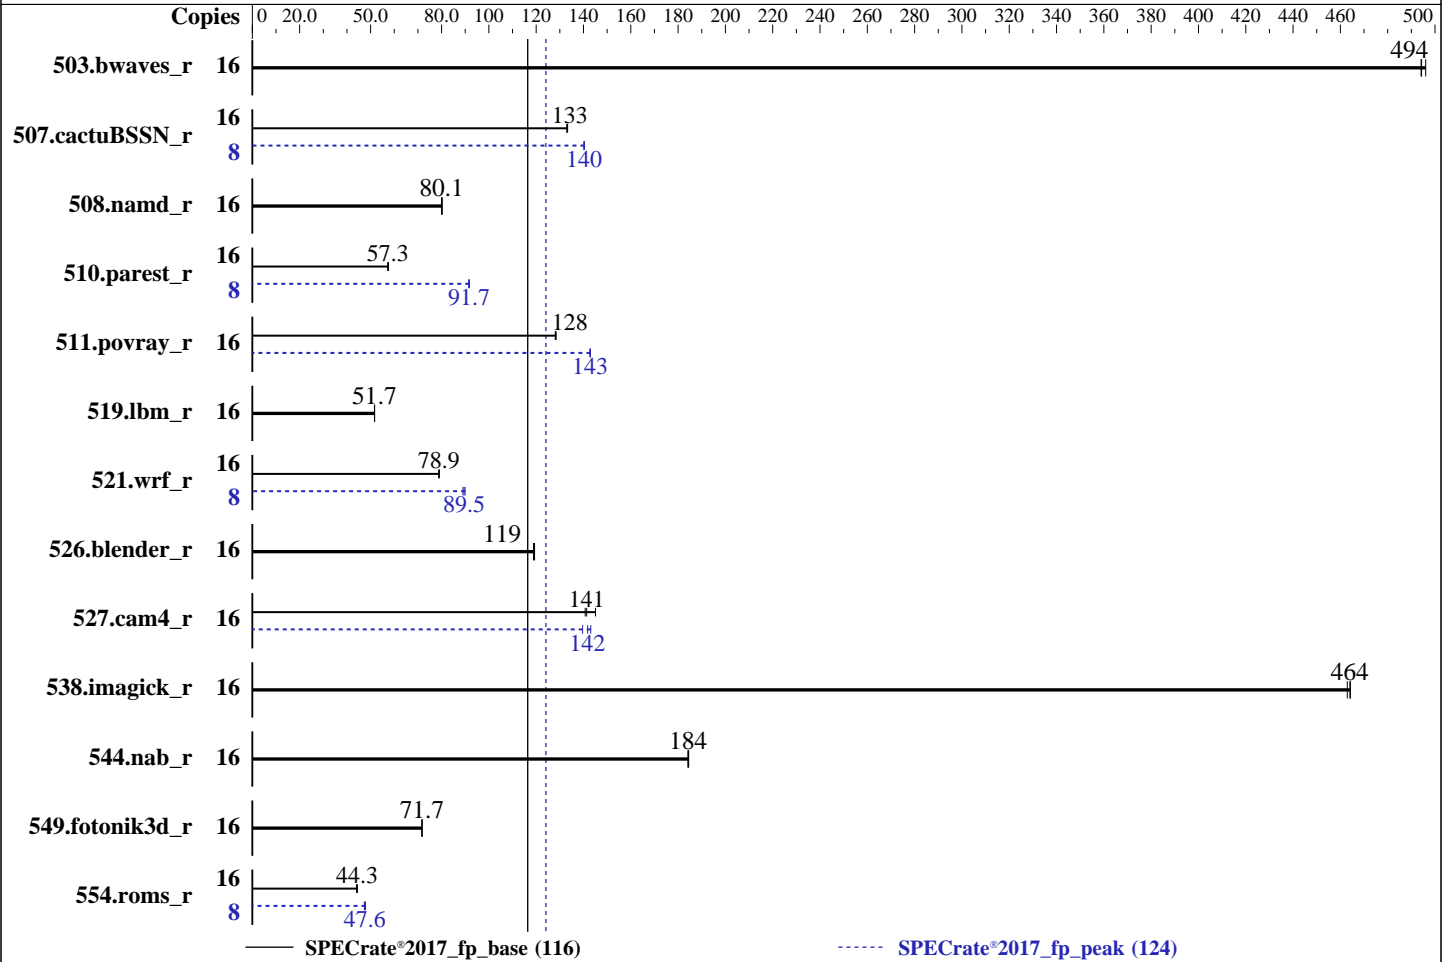 Copies 0 20.0 50.0 80.0 100 120 140 160 180 200 220 240 260 280 300 320 340 360 380 400 420 440 460 500
503.bwaves_r 16 494
507.cactuBSSN_r 16 133
8 140
508.namd_r 16 80.1
510.parest_r 16 57.3
8 91.7
511.povray_r 16 128
143
519.lbm_r 16 51.7
521.wrf_r 16 78.9
8 89.5
526.blender_r 16 119
527.cam4_r 16 141
142
538.imagick_r 16 464
544.nab_r 16 184
549.fotonik3d_r 16 71.7
554.roms_r 16 44.3
8 47.6
SPECrate®2017_fp_base (116) SPECrate®2017_fp_peak (124)